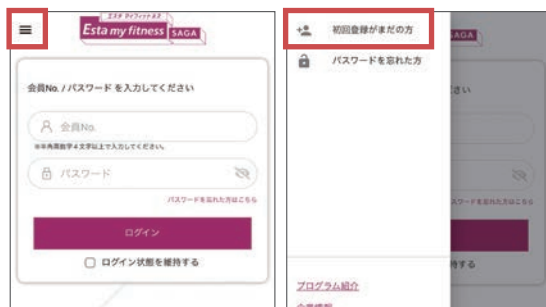 エスタ マイフィットネス
Esta my fitness SAGA
会員No. / パスワード を入力してください
会員No.
※半角英数字4文字以上で入力してください。
パスワード
パスワードを忘れた方はこちら
ログイン
ログイン状態を維持する
初回登録がまだの方
パスワードを忘れた方
SAGA
ださい
スワードを忘れた方はこちら
持する
プログラム紹介